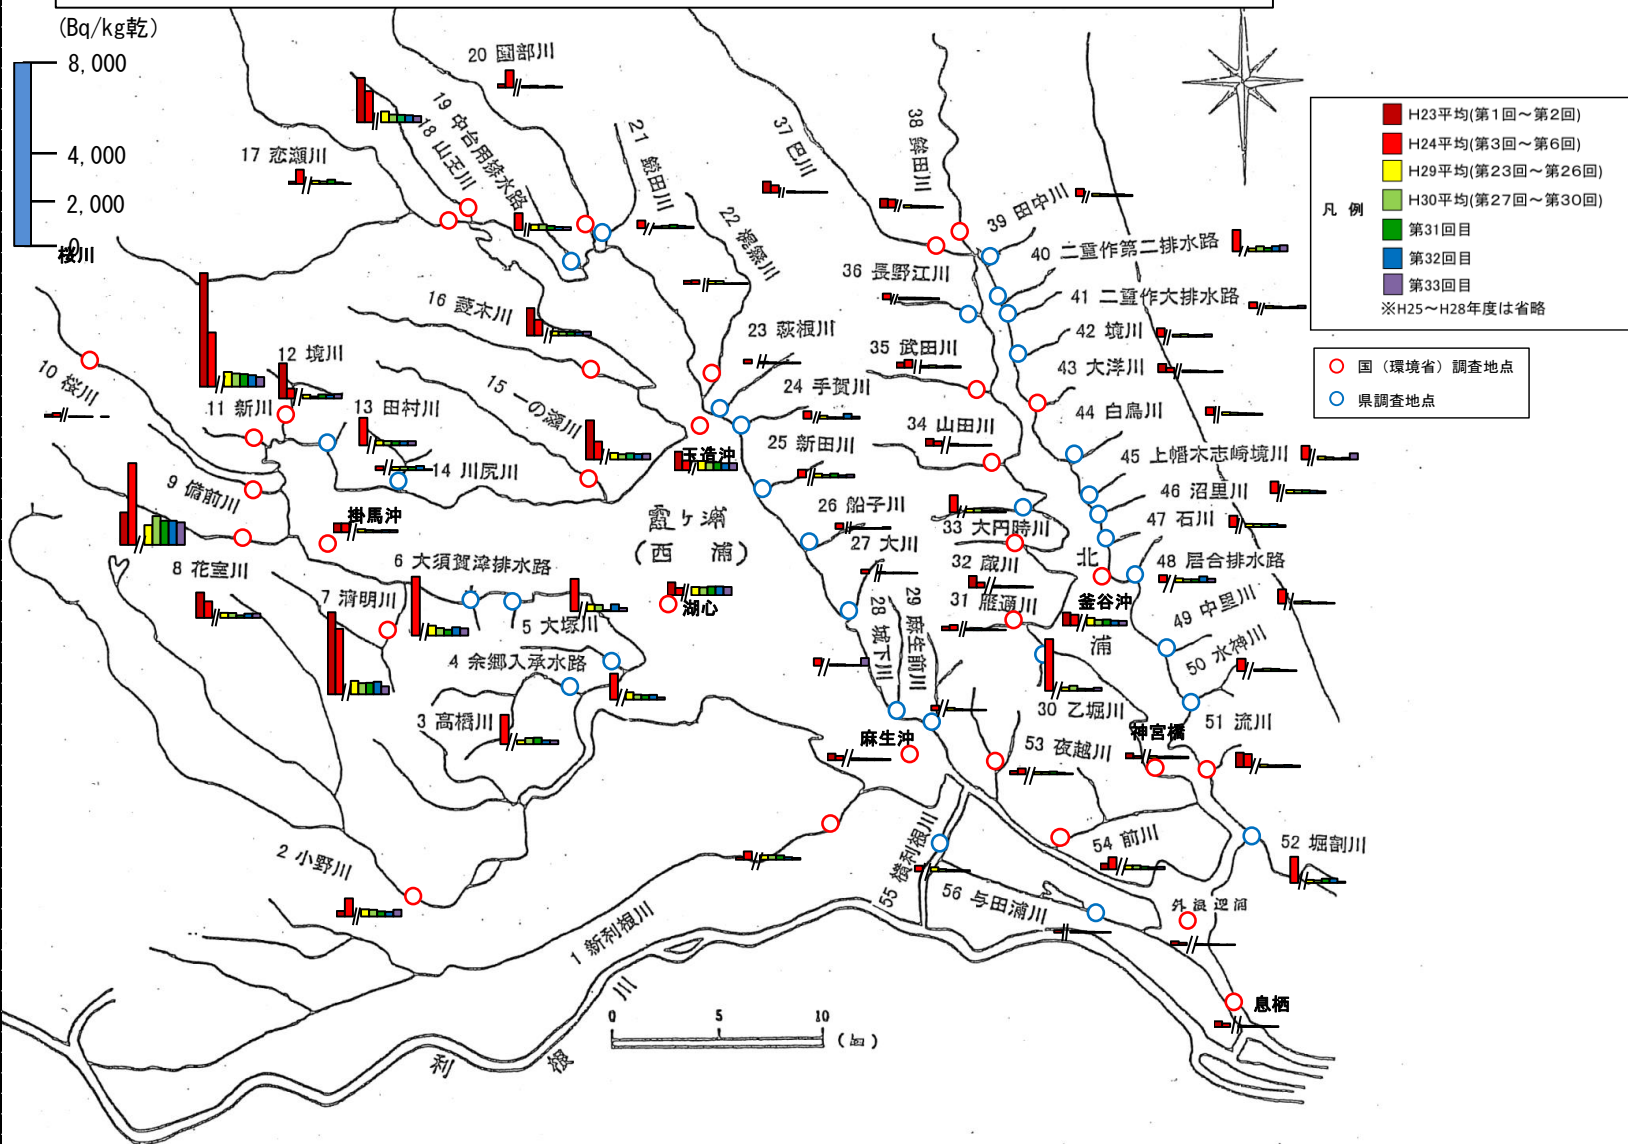 (Bq/kg乾)
8,000
4,000
2,000
0
桜川
20 園部川
19 中台用排水路
18 山王川
17 恋瀬川
21 鎌田川
22 梶無川
37 巴川
38 鉾田川
39 田中川
40 二重作第二排水路
41 二重作大排水路
42 境川
43 大洋川
44 白鳥川
45 上幡木志崎境川
46 沼里川
47 石川
48 居合排水路
49 中里川
50 水神川
51 流川
52 堀割川
36 長野江川
35 武田川
34 山田川
33 大円時川
32 蔵川
31 雁通川
30 乙堀川
53 夜越川
54 前川
55 横利根川
56 与田浦川
16 菱木川
15 一の瀬川
23 萩根川
24 手賀川
25 新田川
26 船子川
27 大川
28 城下川
29 麻生前川
10 桜川
12 境川
11 新川
13 田村川
14 川尻川
9 備前川
8 花室川
7 清明川
6 大須賀津排水路
5 大塚川
4 余郷入承水路
3 高橋川
2 小野川
1 新利根川
玉造沖
掛馬沖
霞ヶ浦
(西 浦)
湖心
麻生沖
北
浦
釜谷沖
神宮橋
外浪逆浦
息栖
利 根 川
0 5 10
(㎞)
凡 例
H23平均(第1回～第2回)
H24平均(第3回～第6回)
H29平均(第23回～第26回)
H30平均(第27回～第30回)
第31回目
第32回目
第33回目
※H25～H28年度は省略
国（環境省）調査地点
県調査地点